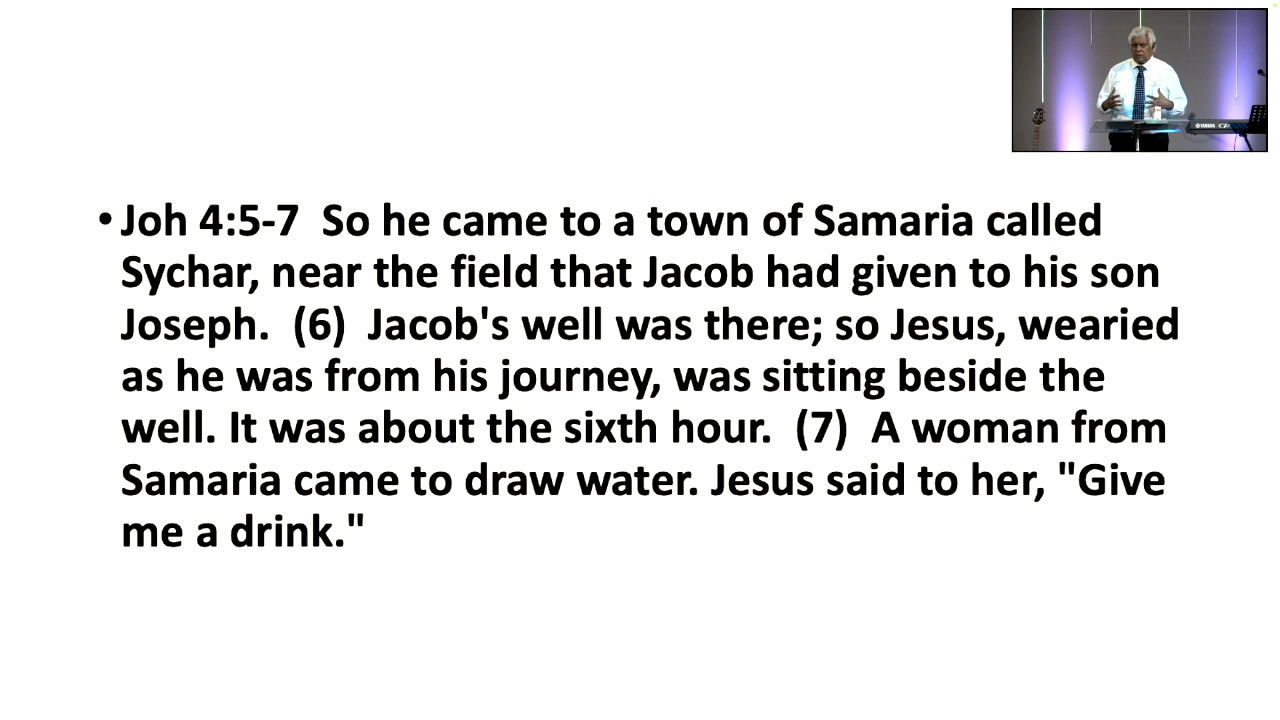 • Joh 4:5-7  So he came to a town of Samaria called
Sychar, near the field that Jacob had given to his son
Joseph.  (6)  Jacob's well was there; so Jesus, wearied
as he was from his journey, was sitting beside the
well. It was about the sixth hour.  (7)  A woman from
Samaria came to draw water. Jesus said to her, "Give
me a drink."
YAMAHA CP